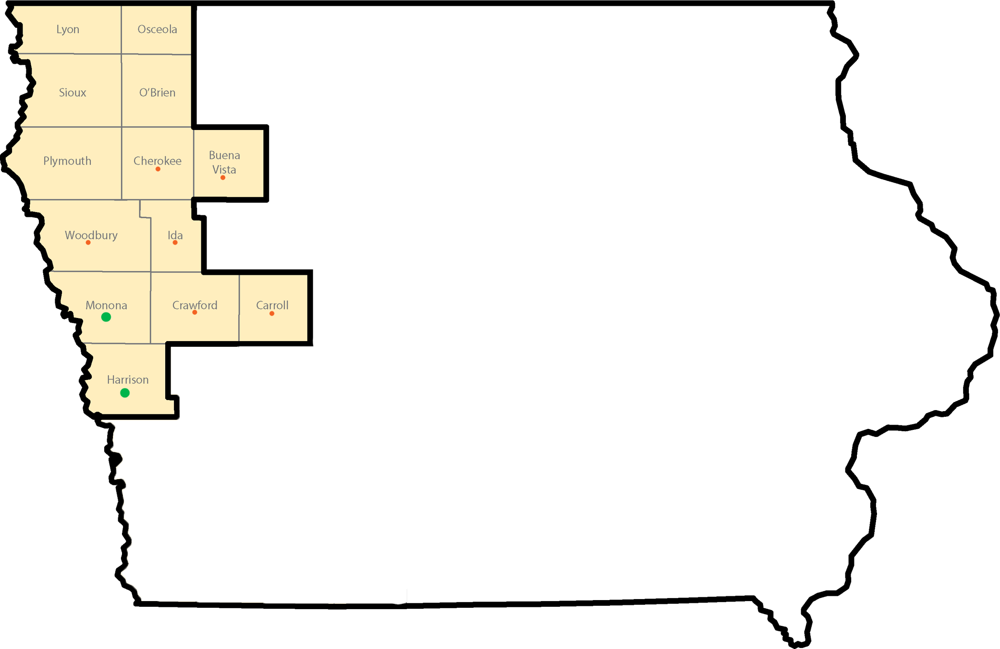 Lyon
Osceola
Sioux
O’Brien
Plymouth
Cherokee
Buena
Vista
Woodbury
Ida
Monona
Crawford
Carroll
Harrison